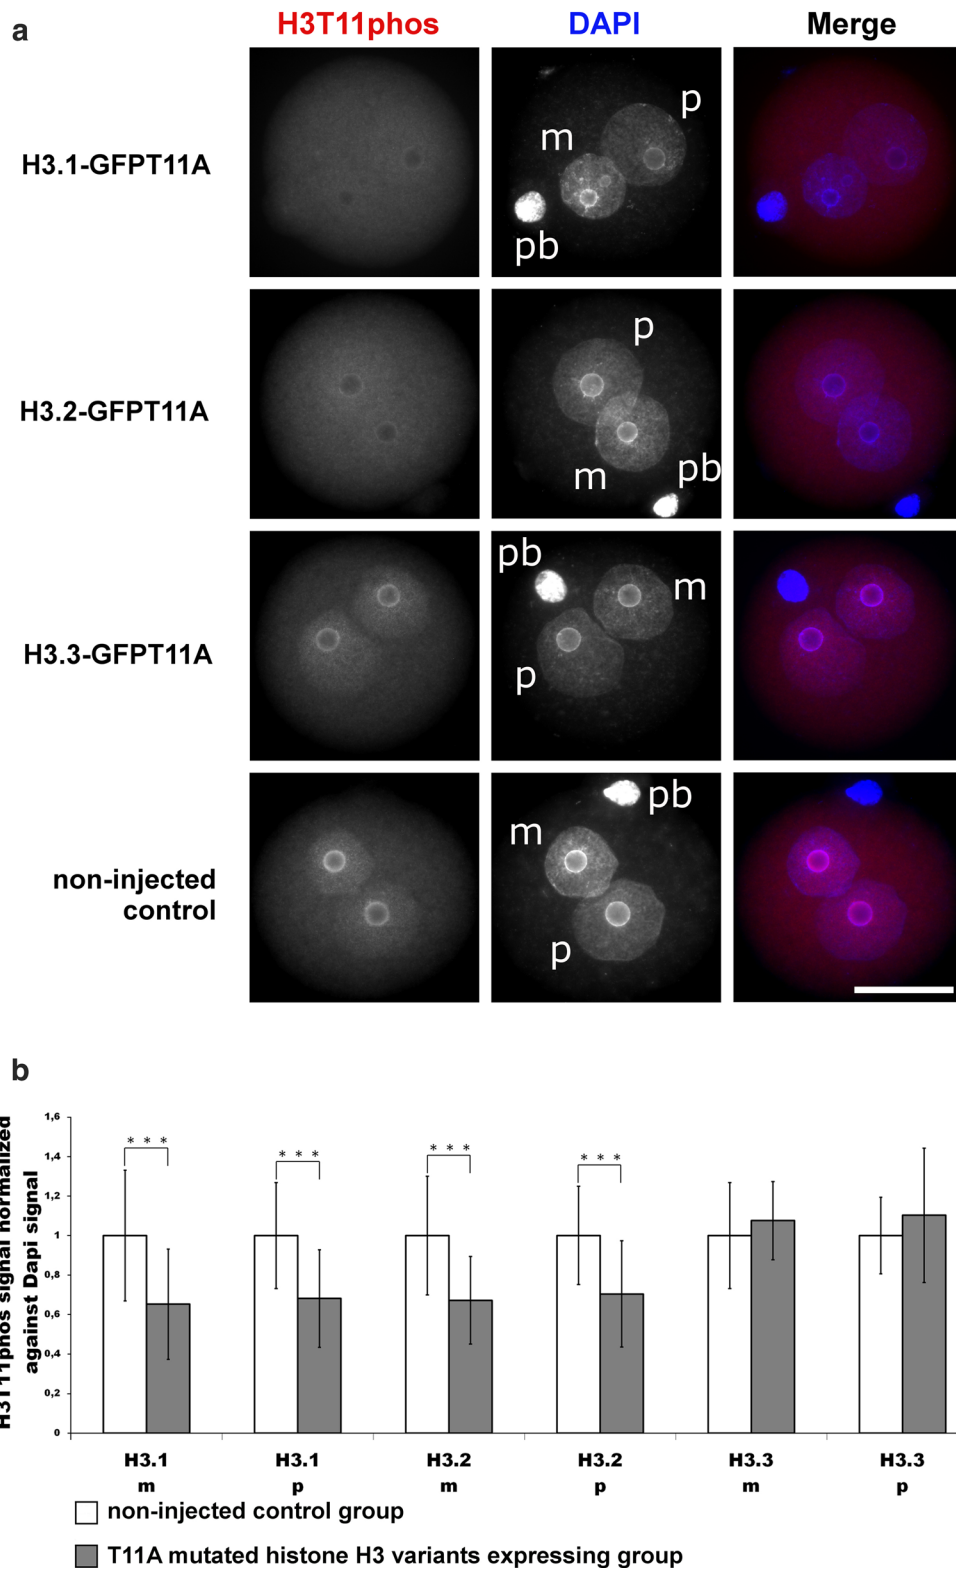 a
H3T11phos DAPI Merge
H3.1-GFPT11A
m p
pb
H3.2-GFPT11A
p
m pb
H3.3-GFPT11A
pb m
p
non-injected
control
pb
m
p
b
H3T11phos signal normalized
against Dapi signal
1,6
1,4
1,2
1
0,8
0,6
0,4
0,2
0
* * *
* * *
* * *
* * *
H3.1 H3.1 H3.2 H3.2 H3.3 H3.3
m p m p m p
non-injected control group
T11A mutated histone H3 variants expressing group